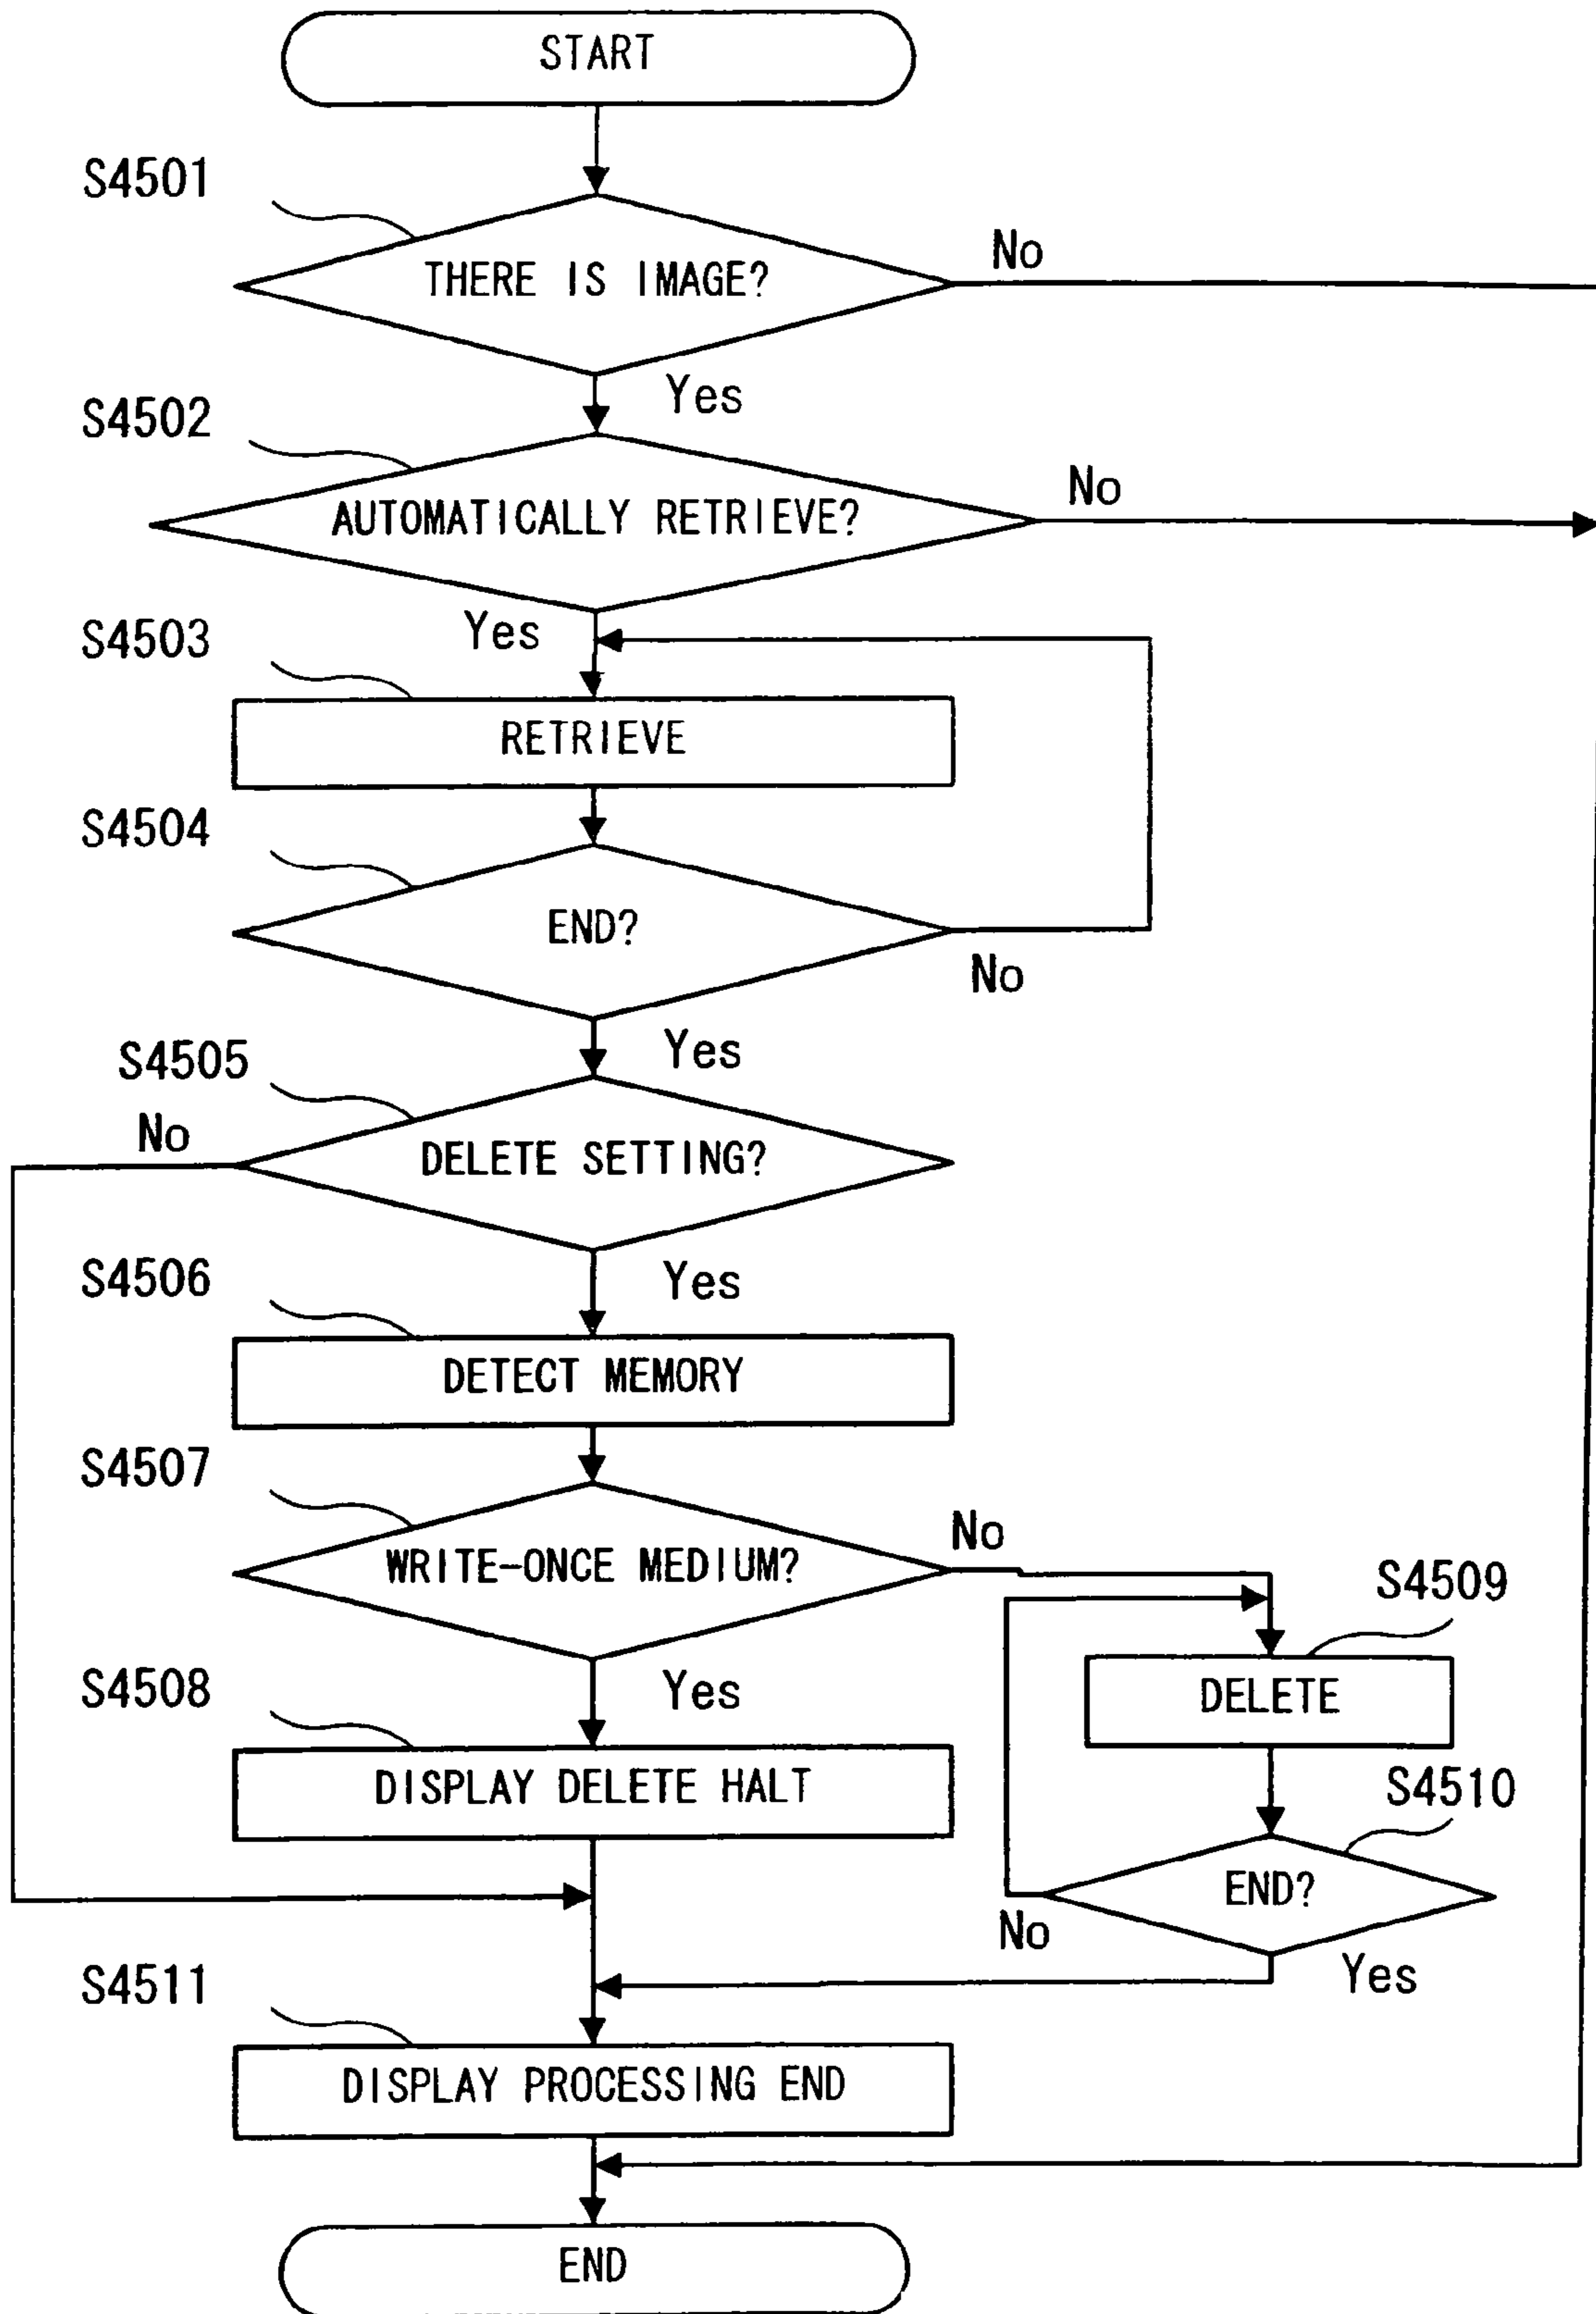 START
S4501
THERE IS IMAGE?
No
Yes
S4502
AUTOMATICALLY RETRIEVE?
No
Yes
S4503
RETRIEVE
S4504
END?
No
Yes
S4505
No
DELETE SETTING?
Yes
S4506
DETECT MEMORY
S4507
WRITE-ONCE MEDIUM?
No
S4509
Yes
DELETE
S4508
DISPLAY DELETE HALT
S4510
END?
No
Yes
S4511
DISPLAY PROCESSING END
END